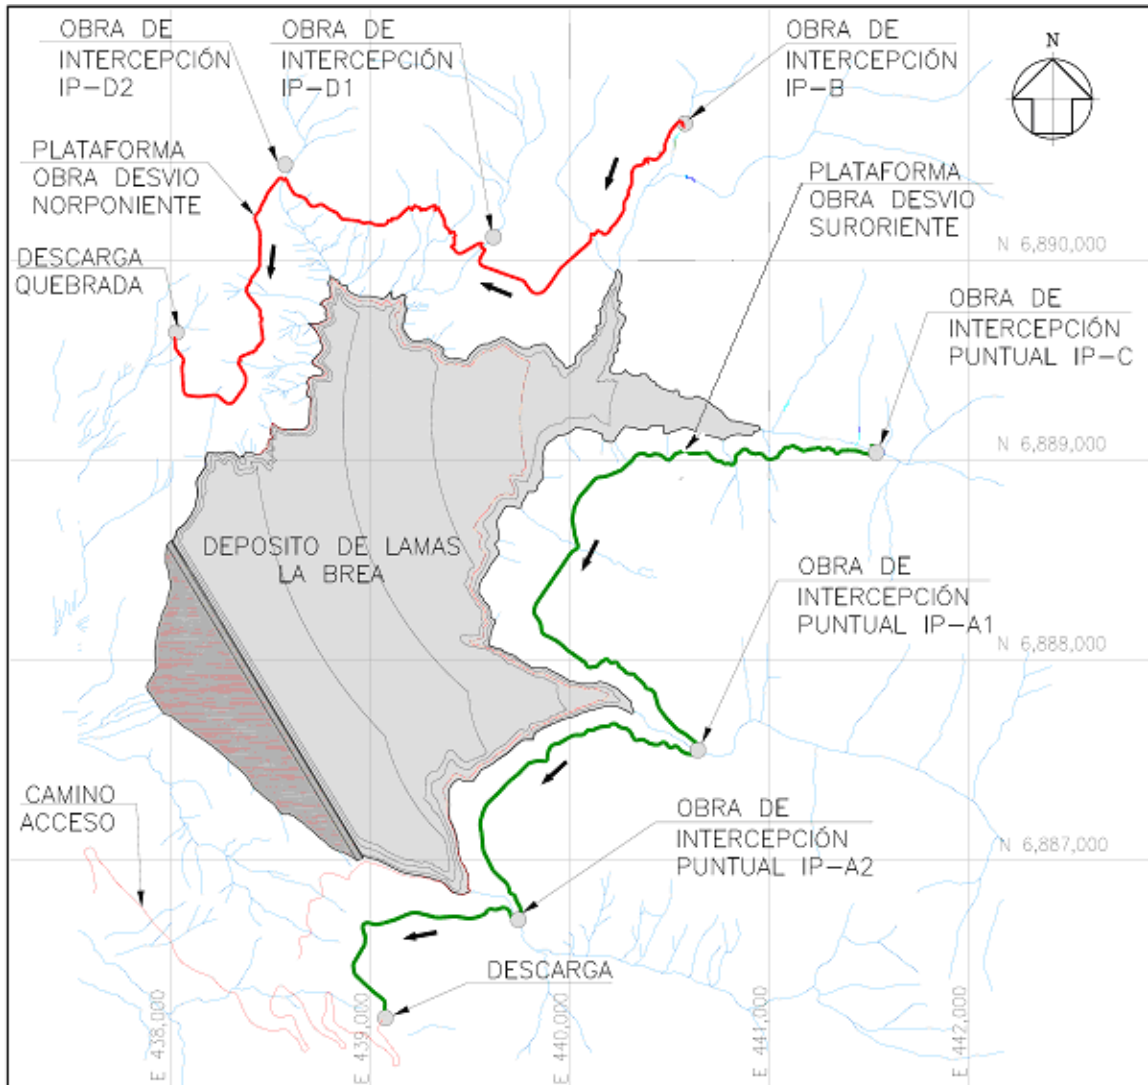 OBRA DE
INTERCEPCIÓN
IP-D2
OBRA DE
INTERCEPCIÓN
IP-D1
OBRA DE
INTERCEPCIÓN
IP-B
N
PLATAFORMA
OBRA DESVIO
NORPONIENTE
PLATAFORMA
OBRA DESVIO
SURORIENTE
DESCARGA
QUEBRADA
N 6,890,000
OBRA DE
INTERCEPCIÓN
PUNTUAL IP-C
N 6,889,000
DEPOSITO DE LAMAS
LA BREA
OBRA DE
INTERCEPCIÓN
PUNTUAL IP-A1
N 6,888,000
CAMINO
ACCESO
OBRA DE
INTERCEPCIÓN
PUNTUAL IP-A2
N 6,887,000
DESCARGA
E 438,000
E 439,000
E 440,000
E 441,000
E 442,000